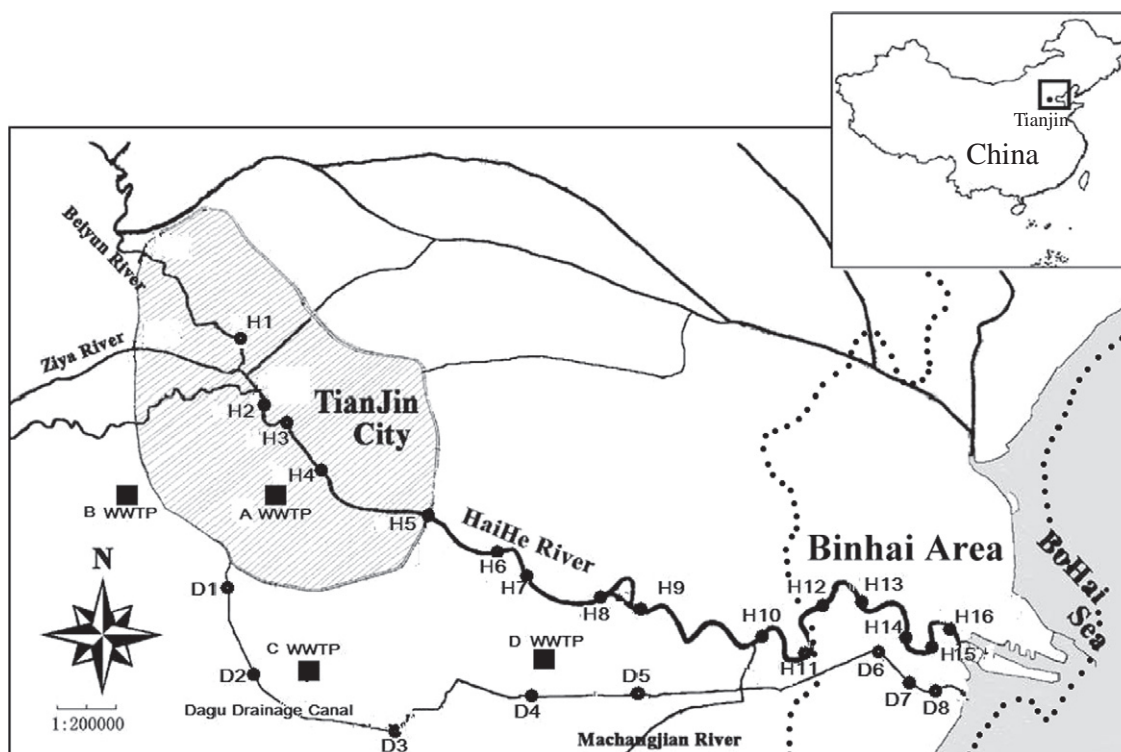 Tianjin
China
Beiyun River
Ziya River
H1
H2
H3
TianJin
City
H4
B WWTP
A WWTP
H5
HaiHe River
H6
H7
H8
H9
H10
H11
Binhai Area
H12
H13
H14
H15
H16
BoHai
Sea
N
1:200000
D1
D2
C WWTP
Dagu Drainage Canal
D3
D WWTP
D4
D5
D6
D7
D8
Machangjian River